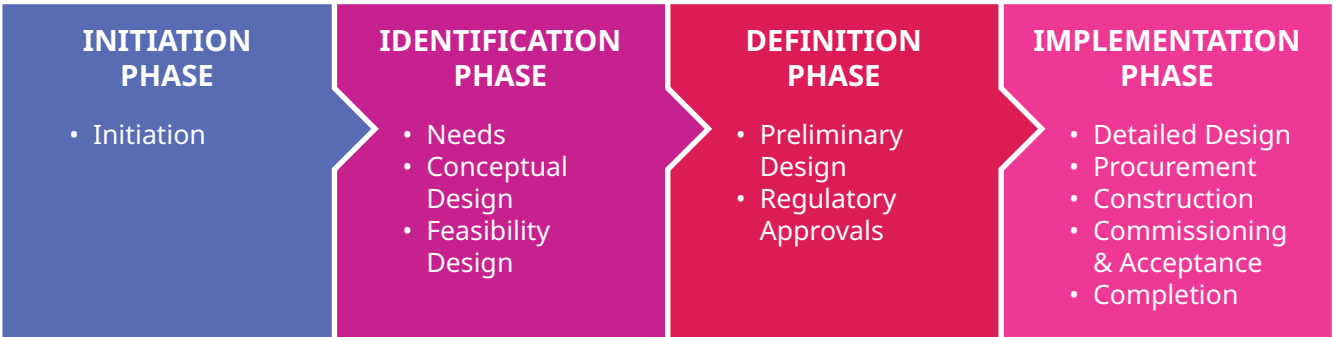 INITIATION
PHASE
• Initiation
IDENTIFICATION
PHASE
• Needs
• Conceptual
Design
• Feasibility
Design
DEFINITION
PHASE
• Preliminary
Design
• Regulatory
Approvals
IMPLEMENTATION
PHASE
• Detailed Design
• Procurement
• Construction
• Commissioning
& Acceptance
• Completion